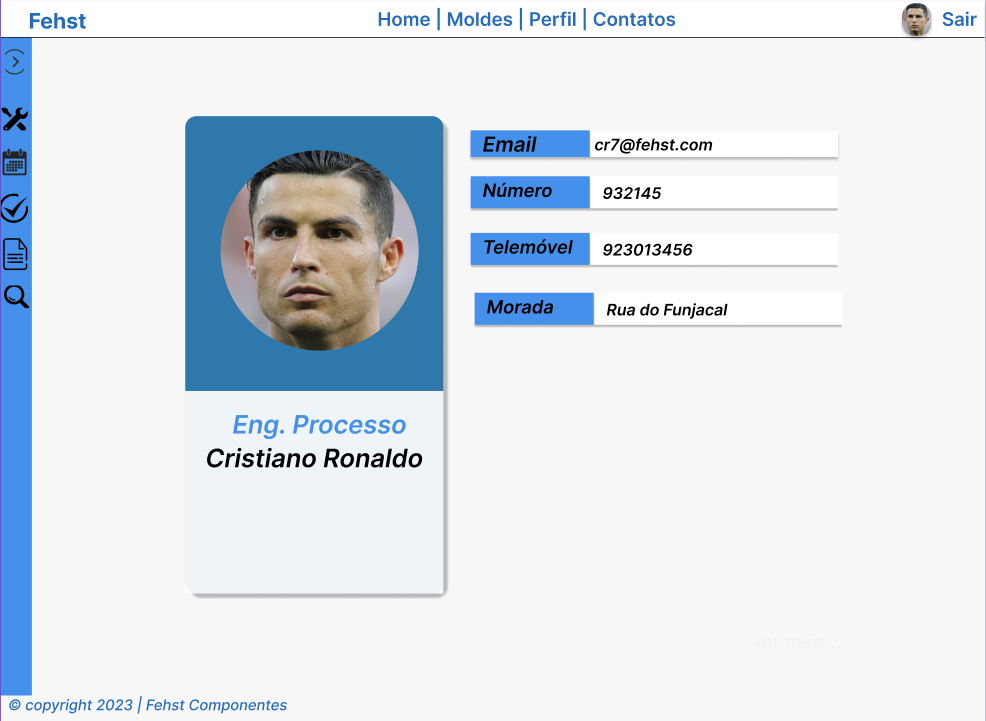 Fehst
Home | Moldes | Perfil | Contatos
Sair
Email
cr7@fehst.com
Número
932145
Telemóvel
923013456
Morada
Rua do Funjacal
Eng. Processo
Cristiano Ronaldo
ver mais...
© copyright 2023 | Fehst Componentes